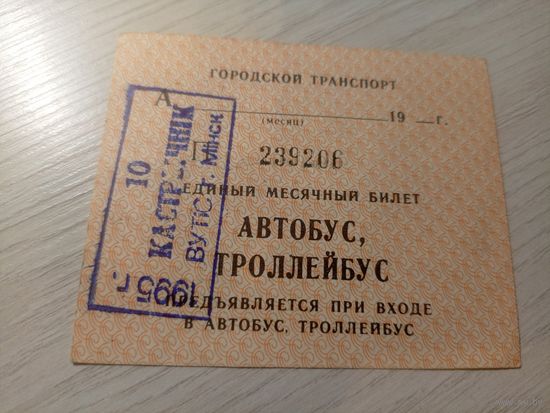 ГОРОДСКОЙ ТРАНСПОРТ
А 19 г.
(месяц)
239206
ЕДИНЫЙ МЕСЯЧНЫЙ БИЛЕТ
АВТОБУС,
ТРОЛЛЕЙБУС
ПРЕДЪЯВЛЯЕТСЯ ПРИ ВХОДЕ
В АВТОБУС, ТРОЛЛЕЙБУС
10
КАСТРЫЧНІК
1995 г.
г. Мінск